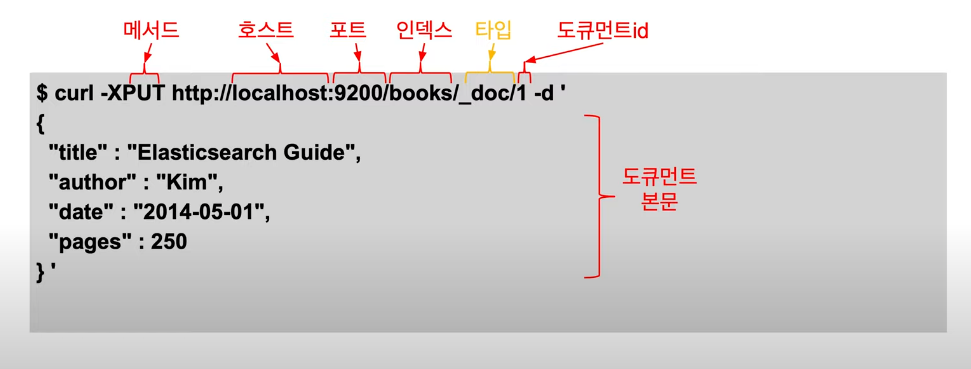 메서드 호스트 포트 인덱스 타입 도큐먼트id
$ curl -XPUT http://localhost:9200/books/_doc/1 -d '
{
"title" : "Elasticsearch Guide",
"author" : "Kim",
"date" : "2014-05-01",
"pages" : 250
} '
도큐먼트
본문